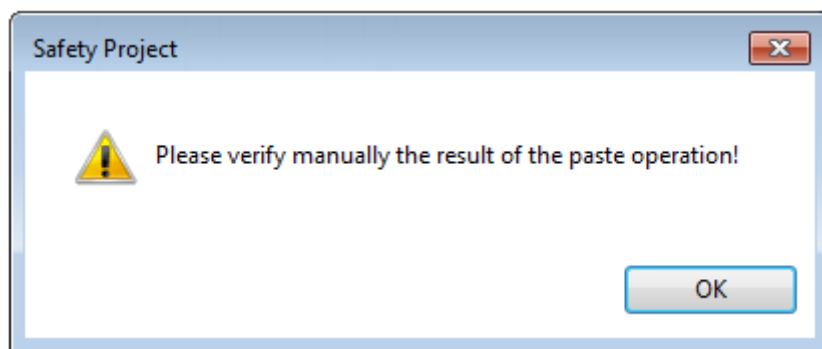 Safety Project
Please verify manually the result of the paste operation!
OK